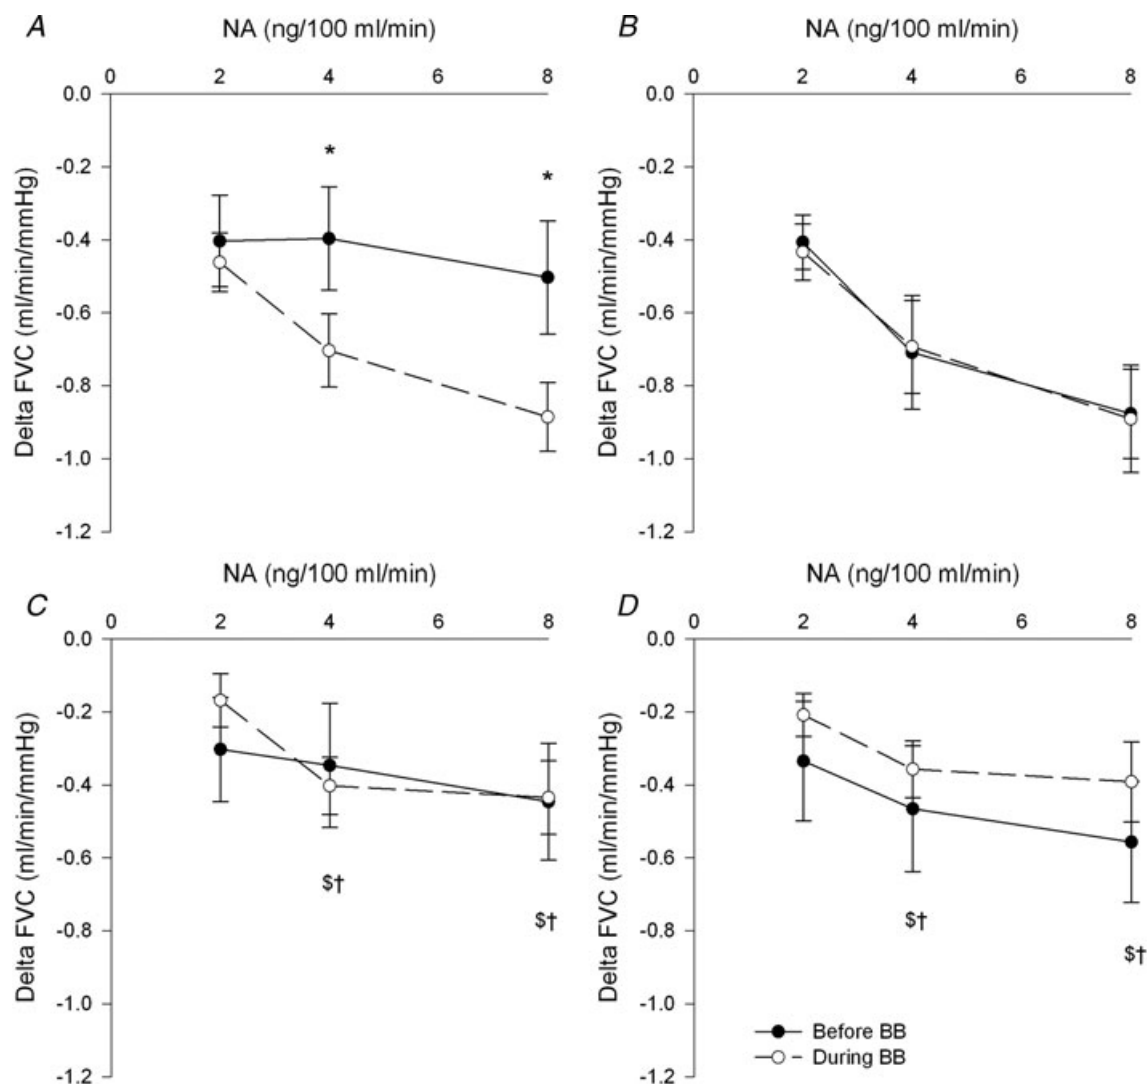 A
NA (ng/100 ml/min)
0 2 4 6 8
0.0
-0.2
-0.4
-0.6
-0.8
-1.0
-1.2
Delta FVC (ml/min/mmHg)
*
*
B
NA (ng/100 ml/min)
0 2 4 6 8
0.0
-0.2
-0.4
-0.6
-0.8
-1.0
-1.2
Delta FVC (ml/min/mmHg)
C
NA (ng/100 ml/min)
0 2 4 6 8
0.0
-0.2
-0.4
-0.6
-0.8
-1.0
-1.2
Delta FVC (ml/min/mmHg)
$†
$†
D
NA (ng/100 ml/min)
0 2 4 6 8
0.0
-0.2
-0.4
-0.6
-0.8
-1.0
-1.2
Delta FVC (ml/min/mmHg)
$†
$†
Before BB
During BB